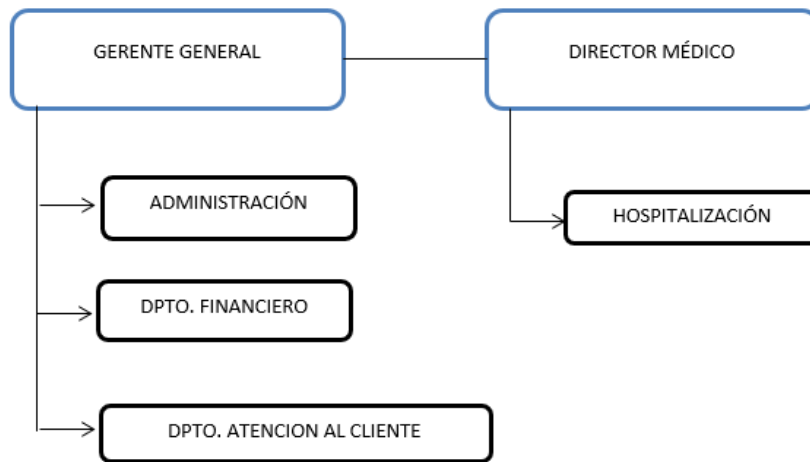 GERENTE GENERAL
DIRECTOR MÉDICO
ADMINISTRACIÓN
HOSPITALIZACIÓN
DPTO. FINANCIERO
DPTO. ATENCION AL CLIENTE